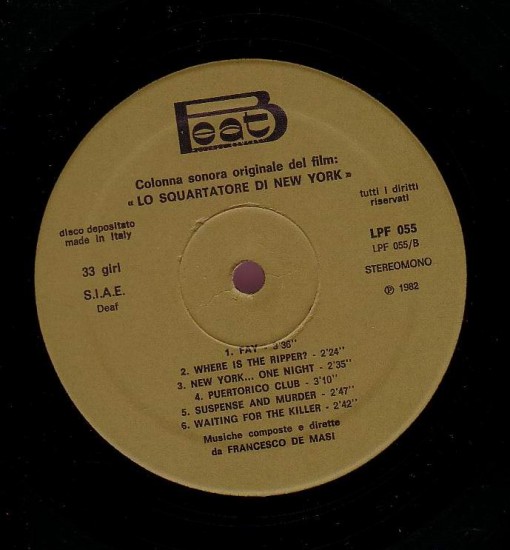 Beat
Colonna sonora originale del film:
« LO SQUARTATORE DI NEW YORK »
disco depositato
made in Italy
33 giri
S.I.A.E.
Deaf
tutti i diritti
riservati
LPF 055
LPF 055/B
STEREOMONO
℗ 1982
1. FAY - 3'36''
2. WHERE IS THE RIPPER? - 2'24''
3. NEW YORK... ONE NIGHT - 2'35''
4. PUERTORICO CLUB - 3'10''
5. SUSPENSE AND MURDER - 2'47''
6. WAITING FOR THE KILLER - 2'42''
Musiche composte e dirette
da FRANCESCO DE MASI